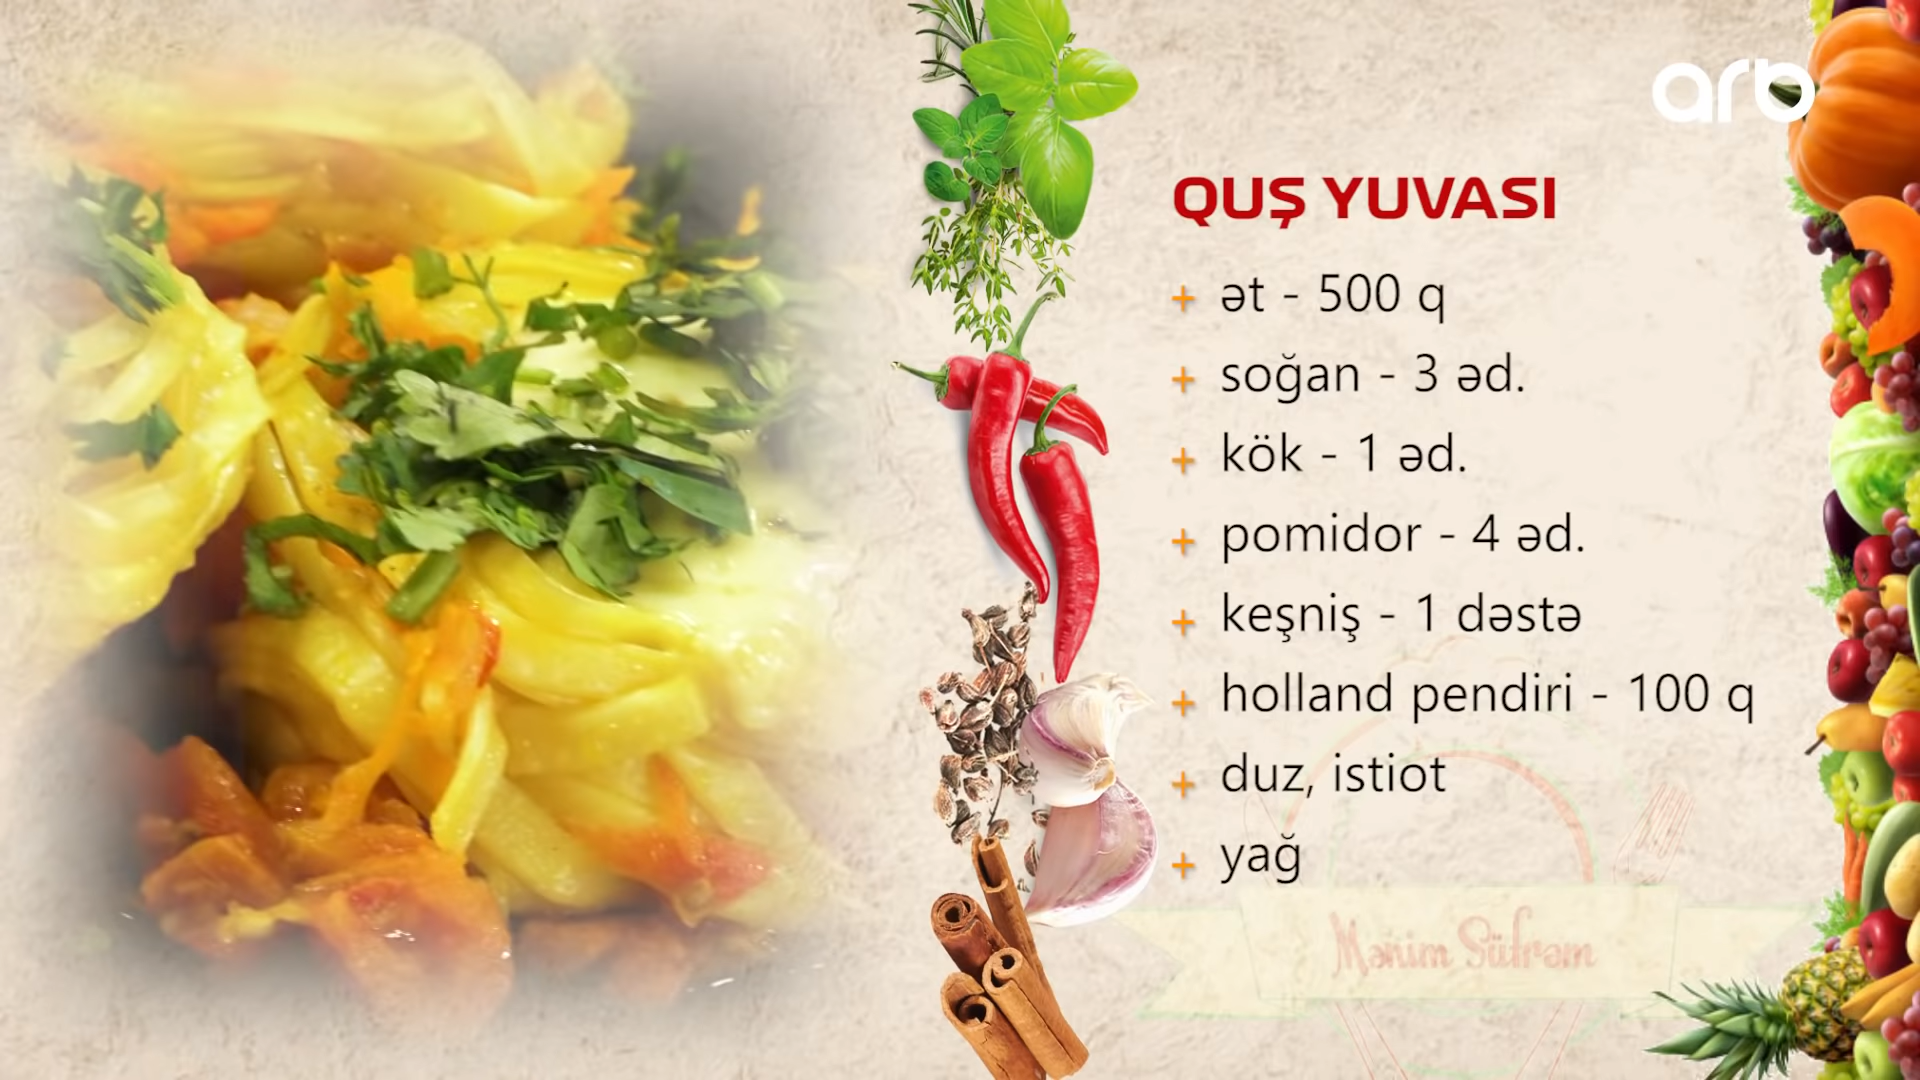 arb
QUŞ YUVASI
+ ət - 500 q
+ soğan - 3 əd.
+ kök - 1 əd.
+ pomidor - 4 əd.
+ keşniş - 1 dəstə
+ holland pendiri - 100 q
+ duz, istiot
+ yağ
Mənim Süfrəm